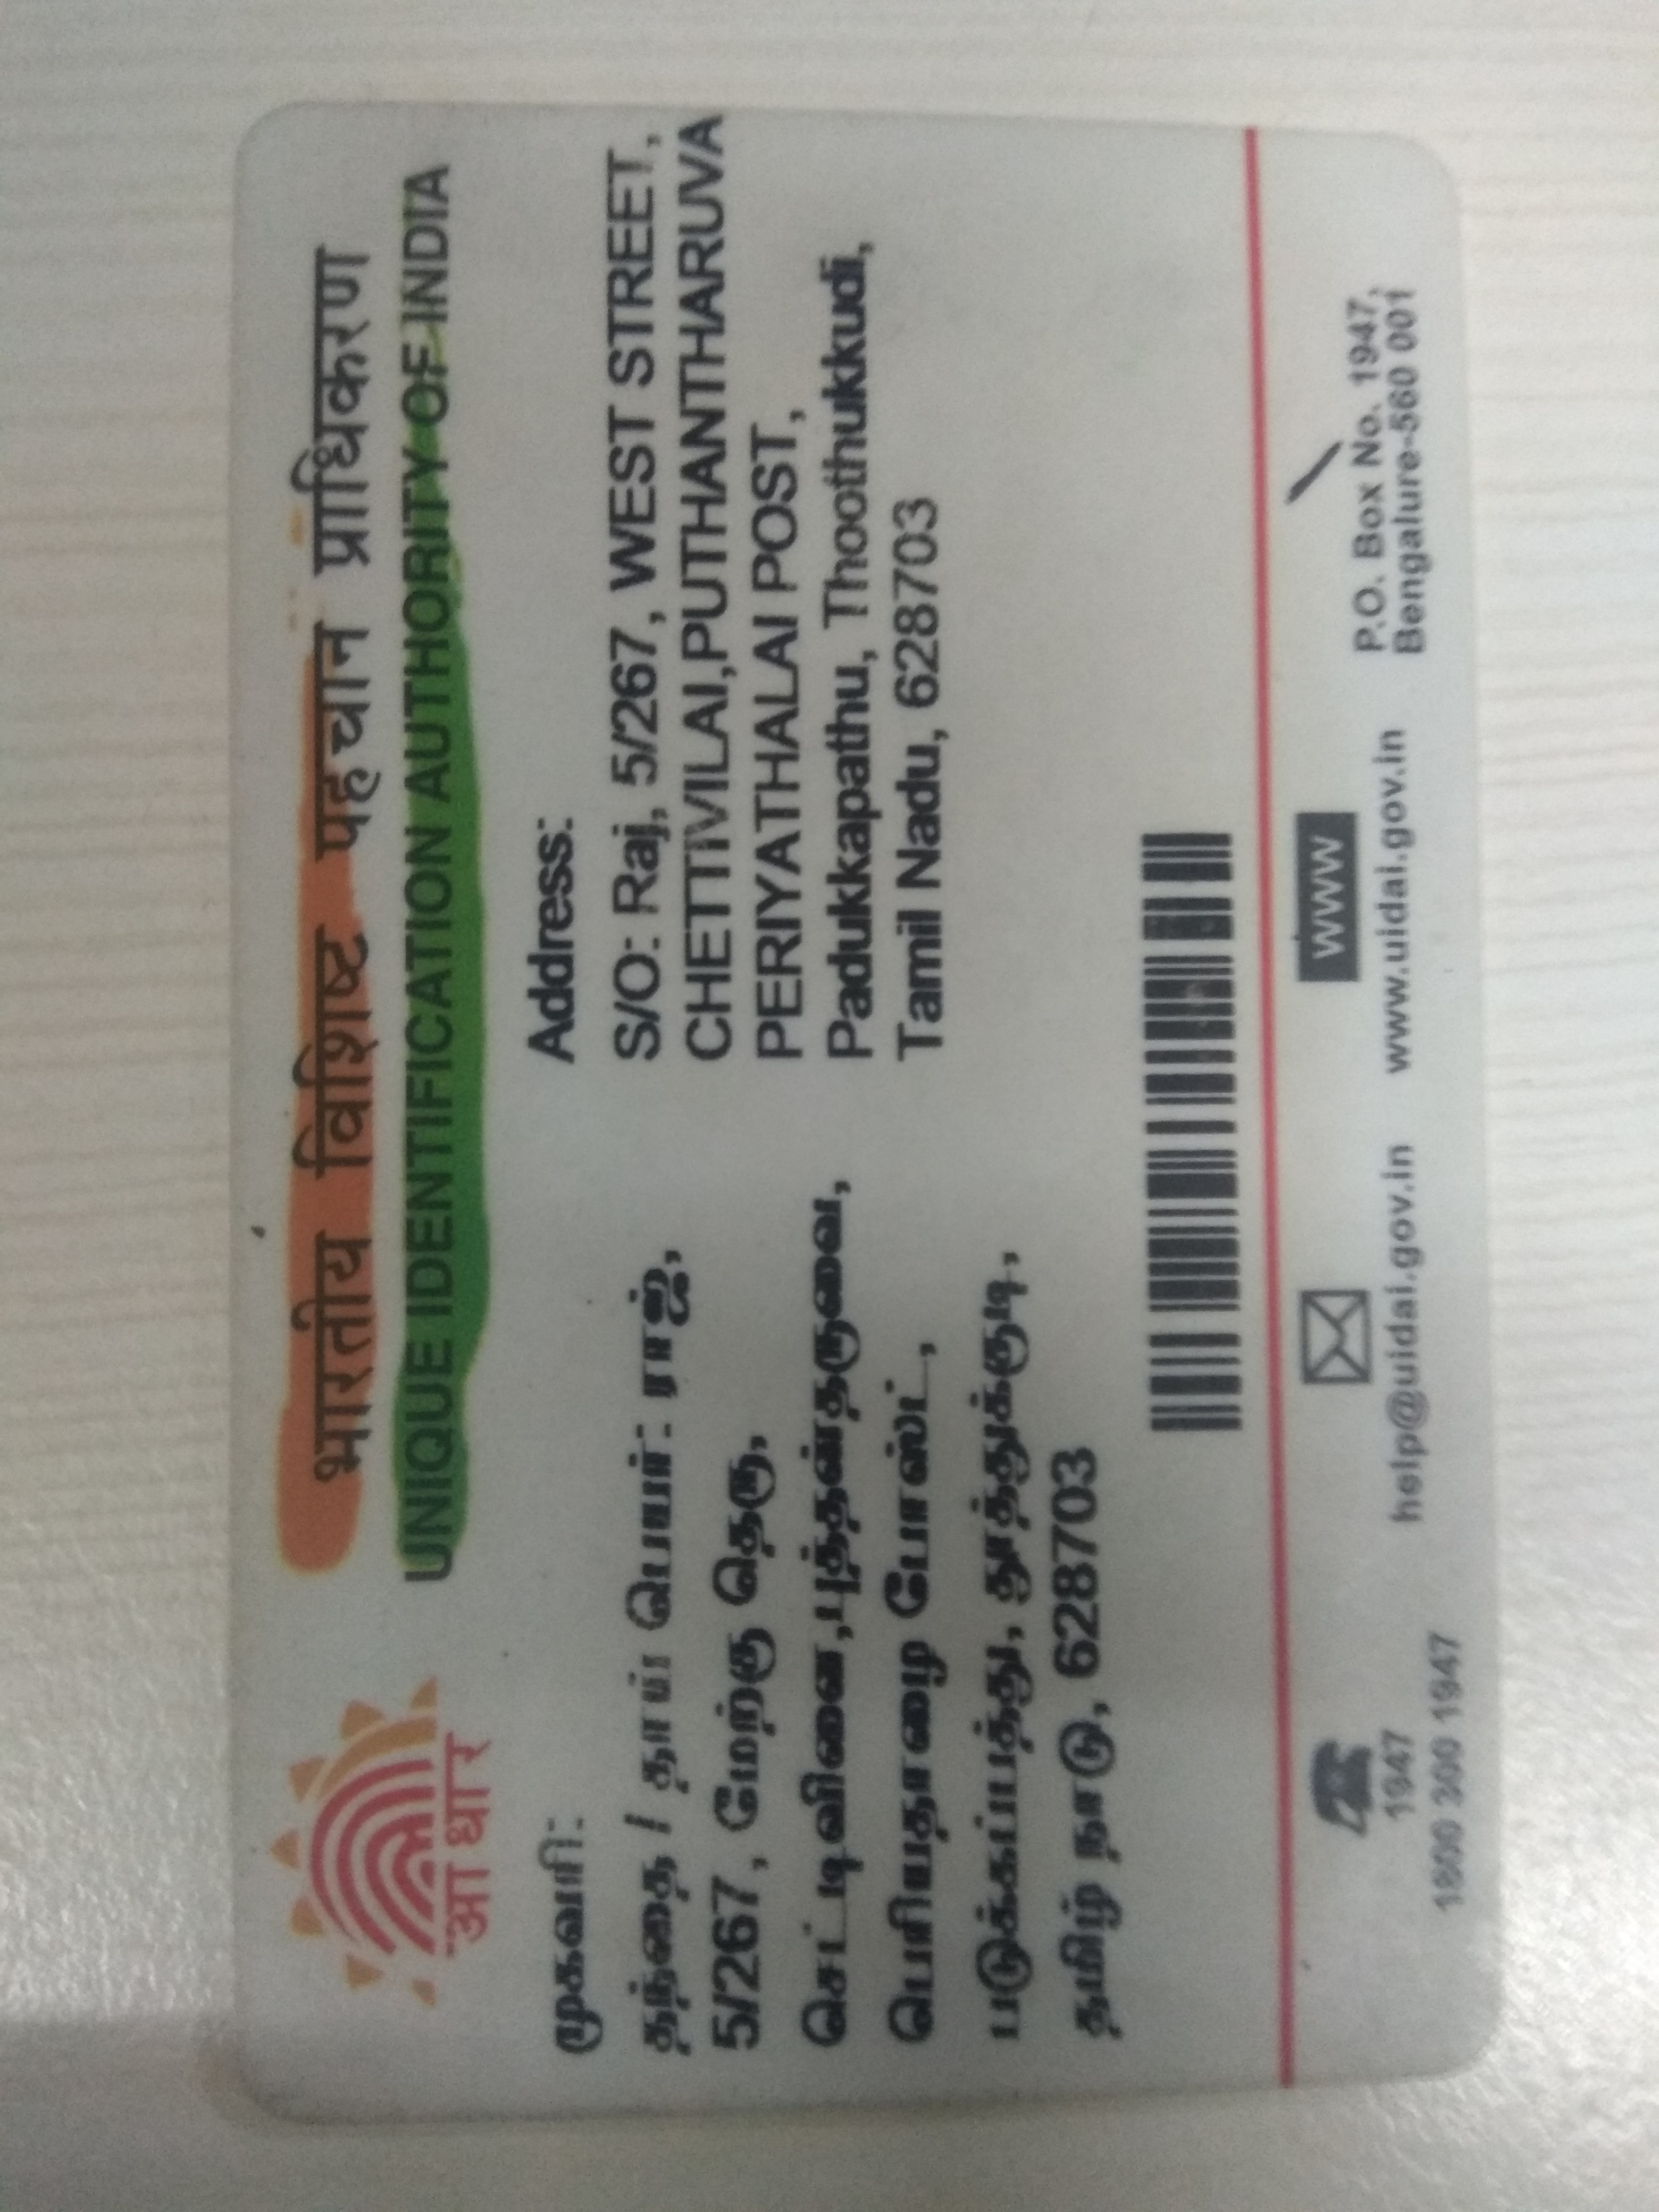 भारतीय विशिष्ट पहचान प्राधिकरण
UNIQUE IDENTIFICATION AUTHORITY OF INDIA
आधार
முகவரி:
தந்தை / தாய் பெயர்: ராஜ்,
5/267, மேற்கு தெரு,
செட்டிவிளை,புத்தன்தருவை,
பெரியதாழை போஸ்ட்,
படுக்கப்பத்து, தூத்துக்குடி,
தமிழ் நாடு, 628703
Address:
S/O: Raj, 5/267, WEST STREET,
CHETTIVILAI,PUTHANTHARUVA
PERIYATHALAI POST,
Padukkapathu, Thoothukkudi,
Tamil Nadu, 628703
1947
1800 300 1947
help@uidai.gov.in
WWW
www.uidai.gov.in
P.O. Box No. 1947,
Bengalure-560 001